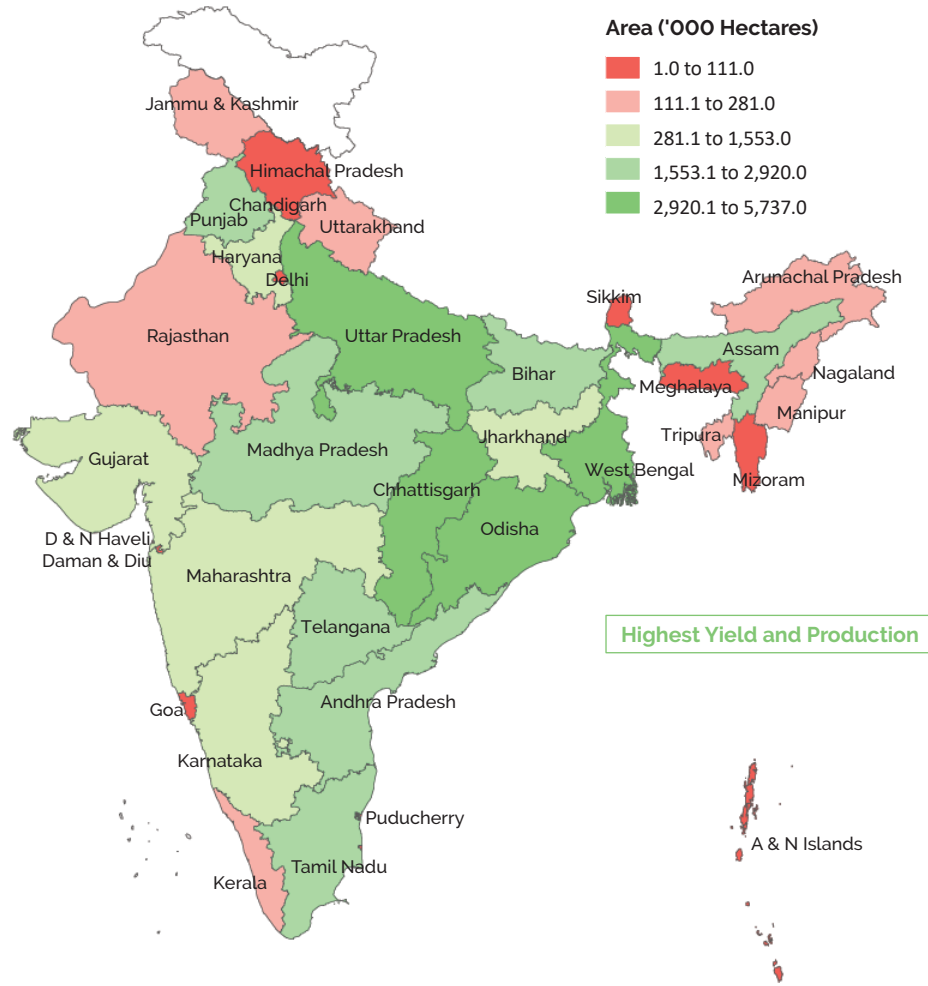 Area ('000 Hectares)
1.0 to 111.0
111.1 to 281.0
281.1 to 1,553.0
1,553.1 to 2,920.0
2,920.1 to 5,737.0
Jammu & Kashmir
Himachal Pradesh
Chandigarh
Punjab
Uttarakhand
Haryana
Delhi
Arunachal Pradesh
Sikkim
Rajasthan
Uttar Pradesh
Assam
Bihar
Nagaland
Meghalaya
Manipur
Tripura
Jharkhand
Madhya Pradesh
Gujarat
West Bengal
Mizoram
Chhattisgarh
Odisha
D & N Haveli
Daman & Diu
Maharashtra
Telangana
Highest Yield and Production
Andhra Pradesh
Goa
Karnataka
Puducherry
A & N Islands
Tamil Nadu
Kerala